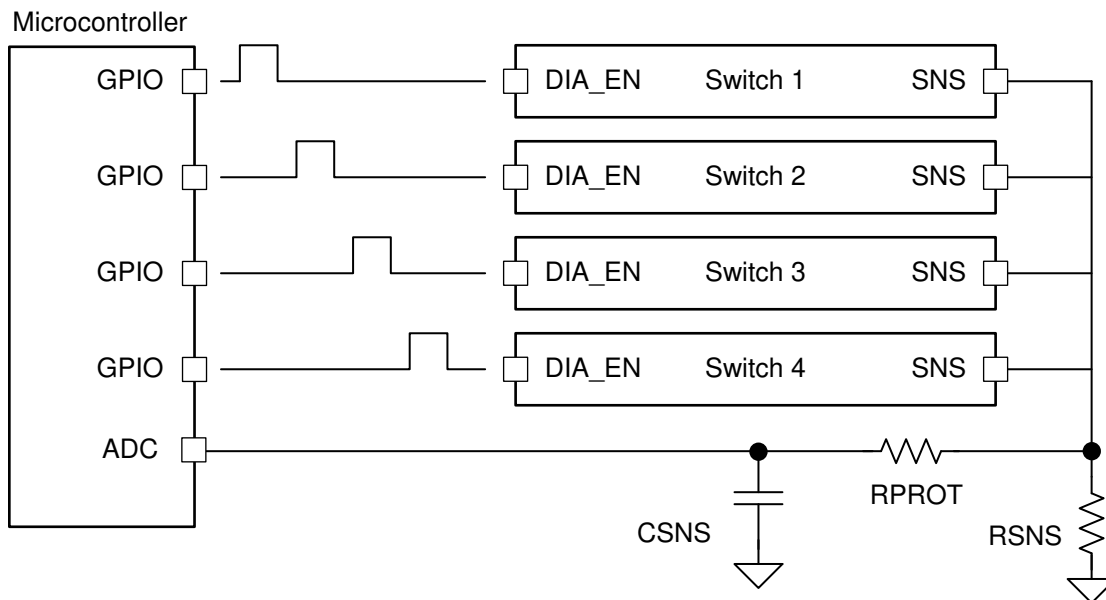 Microcontroller
GPIO DIA_EN Switch 1 SNS
GPIO DIA_EN Switch 2 SNS
GPIO DIA_EN Switch 3 SNS
GPIO DIA_EN Switch 4 SNS
ADC
RPROT
CSNS
RSNS